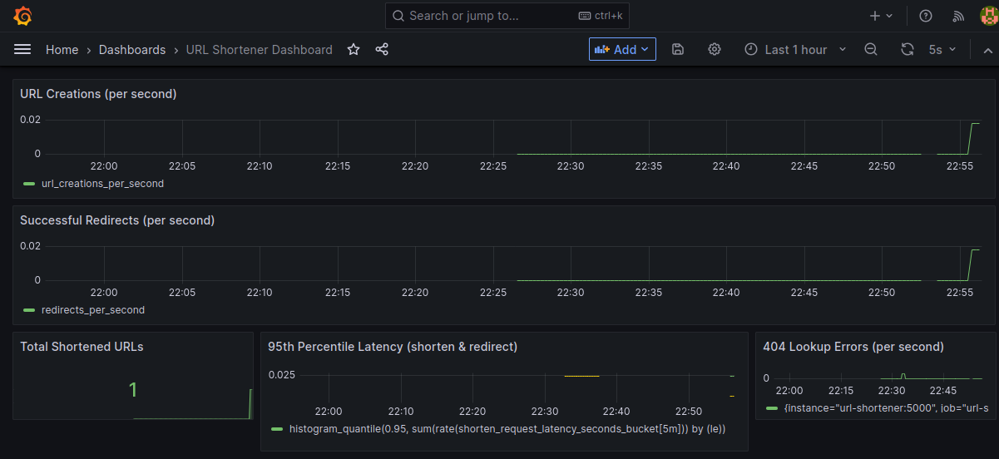 Search or jump to... ctrl+k
Home › Dashboards › URL Shortener Dashboard Add Last 1 hour 5s
URL Creations (per second)
0.02
0
22:00 22:05 22:10 22:15 22:20 22:25 22:30 22:35 22:40 22:45 22:50 22:55
url_creations_per_second
Successful Redirects (per second)
0.02
0
22:00 22:05 22:10 22:15 22:20 22:25 22:30 22:35 22:40 22:45 22:50 22:55
redirects_per_second
Total Shortened URLs
1
95th Percentile Latency (shorten & redirect)
0.025
22:00 22:10 22:20 22:30 22:40 22:50
histogram_quantile(0.95, sum(rate(shorten_request_latency_seconds_bucket[5m])) by (le))
404 Lookup Errors (per second)
0
22:00 22:15 22:30 22:45
{instance="url-shortener:5000", job="url-s